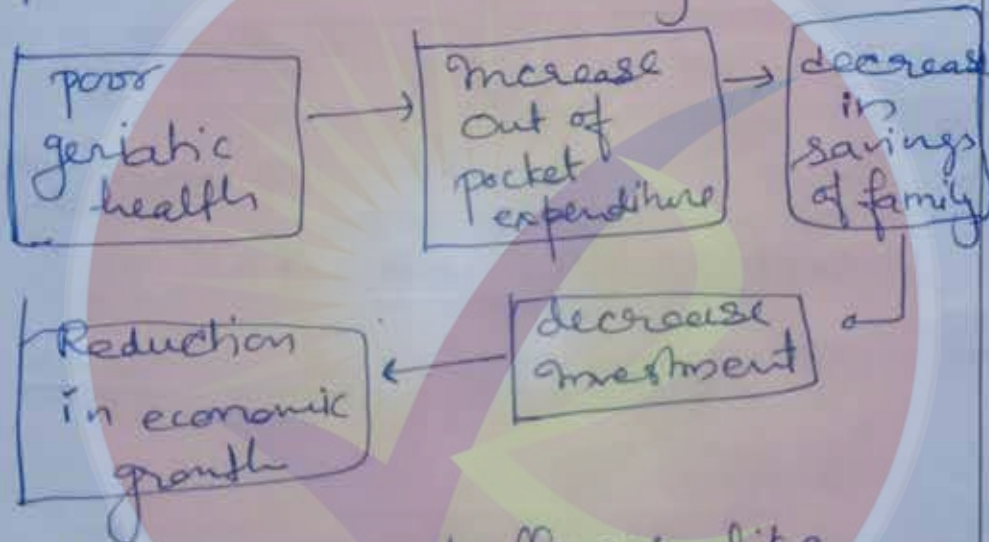 poor
geriatric
health
Increase
Out of
pocket
expenditure
decrease
in
savings
of family
decrease
investment
Reduction
in economic
growth